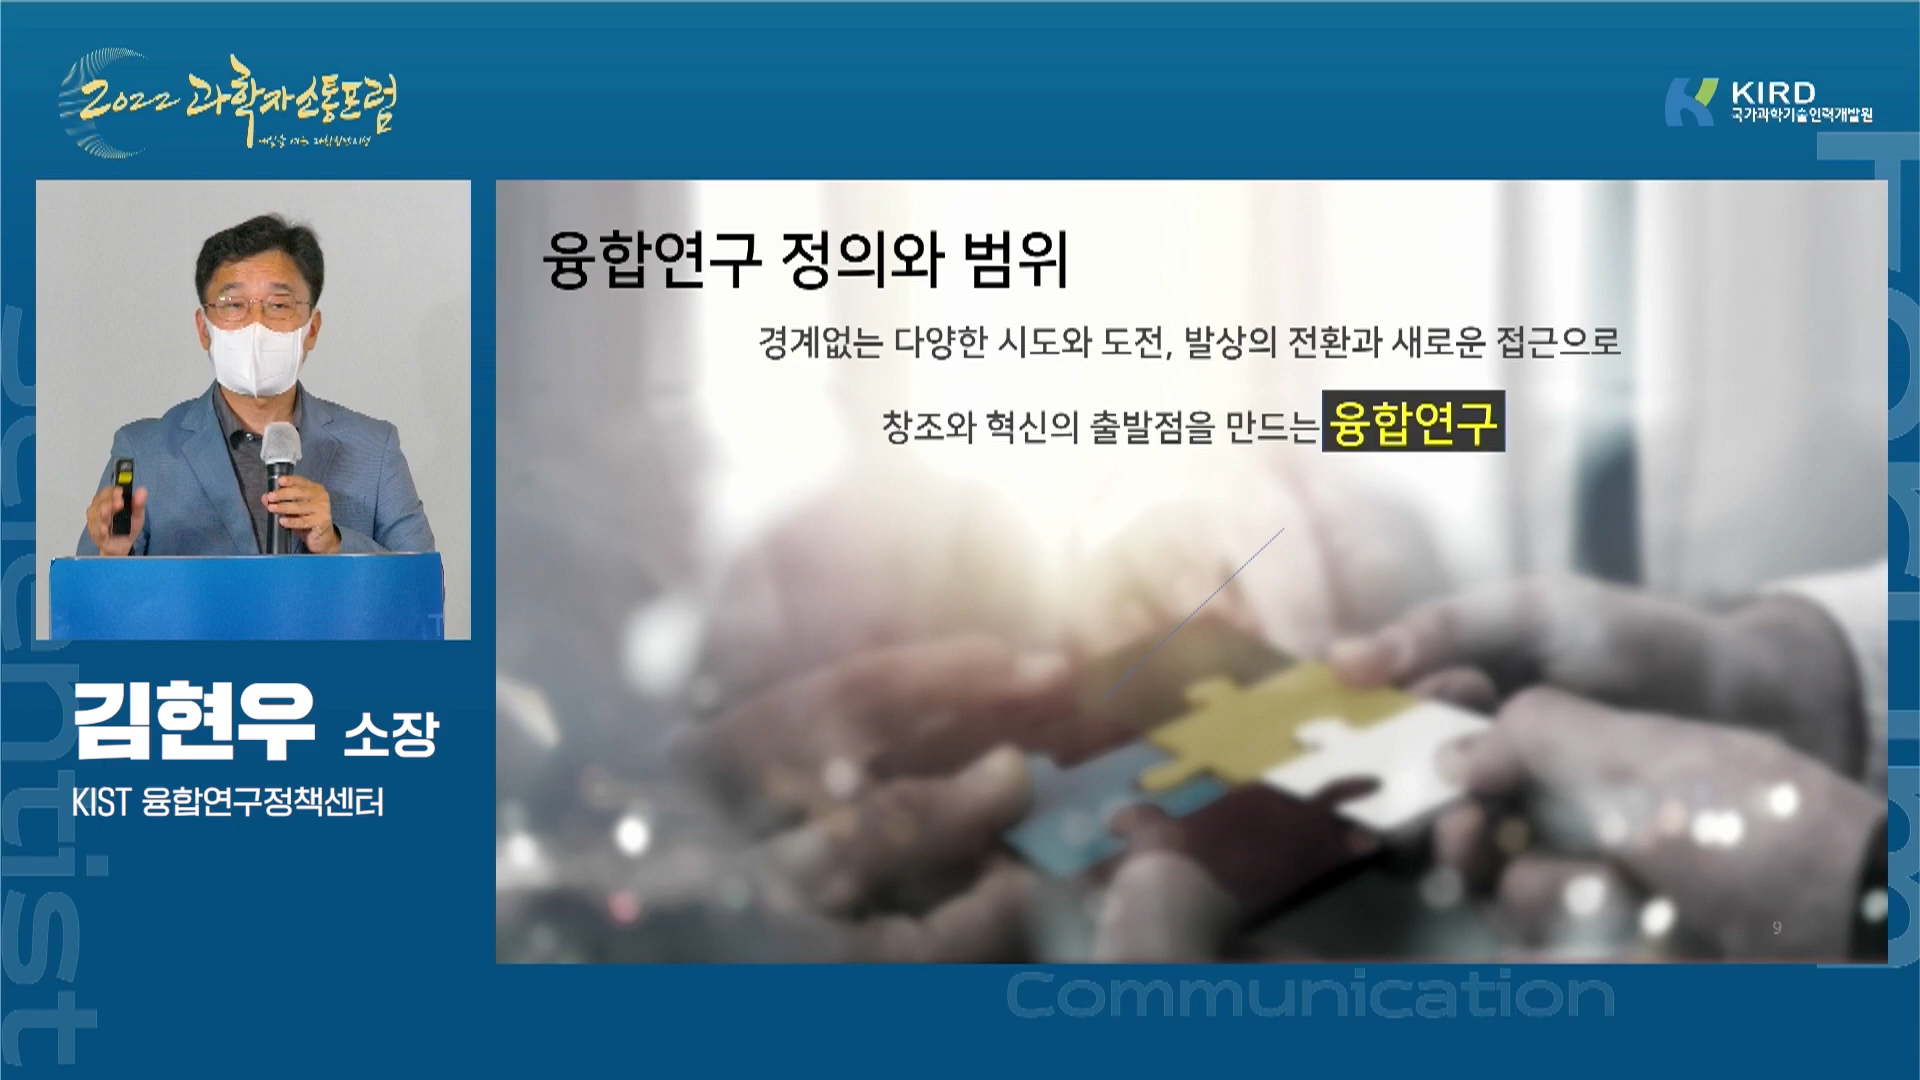 2022 과학자소통포럼
KIRD
국가과학기술인력개발원
융합연구 정의와 범위
경계없는 다양한 시도와 도전, 발상의 전환과 새로운 접근으로
창조와 혁신의 출발점을 만드는 융합연구
김현우 소장
KIST 융합연구정책센터
9
Scientist
Communication
Forum